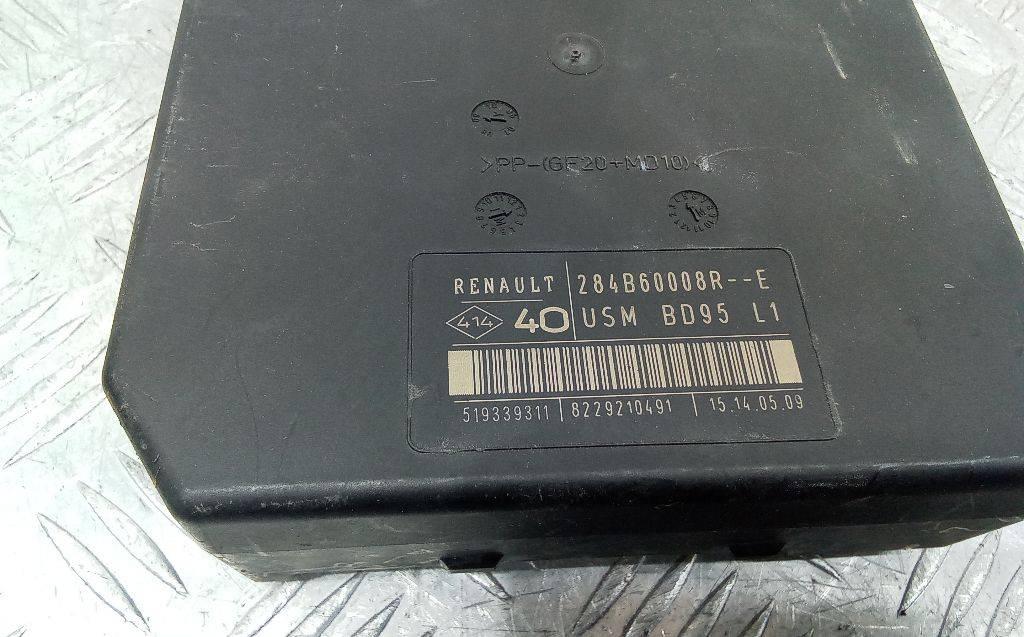 >PP-(GF20+MD10)<
RENAULT 284B60008R--E
414 40 USM BD95 L1
519339311 8229210491 15.14.05.09